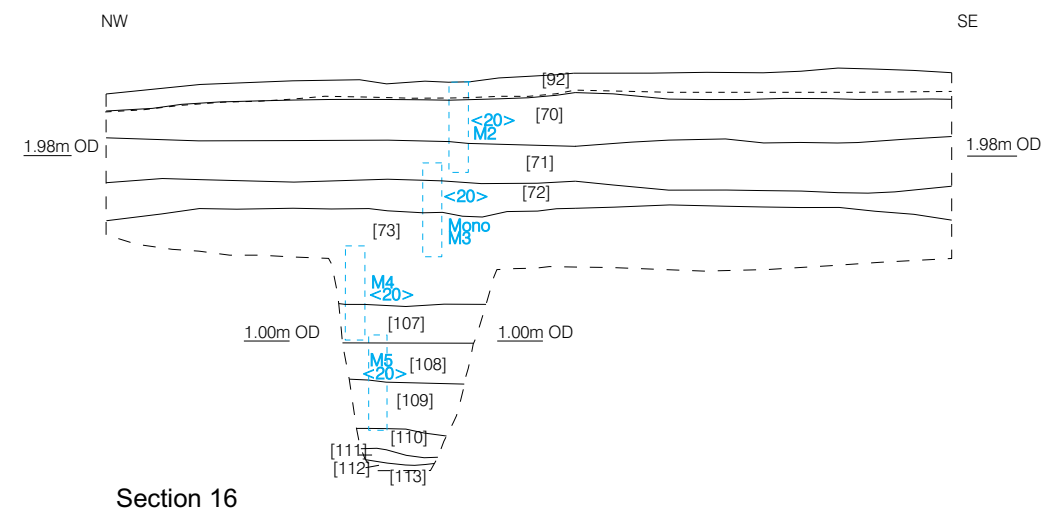 NW
SE
[92]
[70]
<20>
M2
1.98m OD
1.98m OD
[71]
[72]
<20>
[73]
Mono
M3
M4
<20>
[107]
1.00m OD
1.00m OD
M5
[108]
<20>
[109]
[110]
[111]
[112]
[113]
Section 16